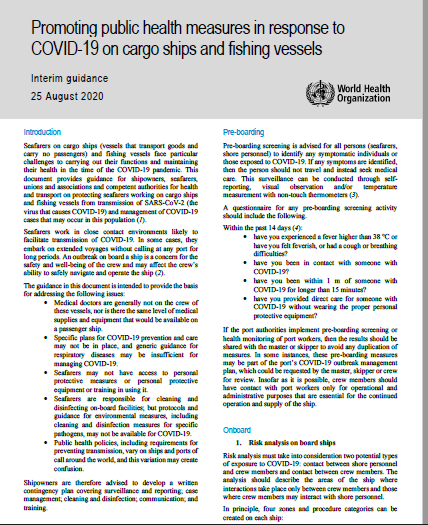 Promoting public health measures in response to
COVID-19 on cargo ships and fishing vessels
Interim guidance
25 August 2020
World Health
Organization
Introduction
Seafarers on cargo ships (vessels that transport goods and
carry no passengers) and fishing vessels face particular
challenges to carrying out their functions and maintaining
their health in the time of the COVID-19 pandemic. This
document provides guidance for shipowners, seafarers,
unions and associations and competent authorities for health
and transport on protecting seafarers working on cargo ships
and fishing vessels from transmission of SARS-CoV-2 (the
virus that causes COVID-19) and management of COVID-19
cases that may occur in this population (1).
Seafarers work in close contact environments likely to
facilitate transmission of COVID-19. In some cases, they
embark on extended voyages without calling at any port for
long periods. An outbreak on board a ship is a concern for the
safety and well-being of the crew and may affect the crew's
ability to safely navigate and operate the ship (2).
The guidance in this document is intended to provide the basis
for addressing the following issues:
• Medical doctors are generally not on the crew of
these vessels, nor is there the same level of medical
supplies and equipment that would be available on
a passenger ship.
• Specific plans for COVID-19 prevention and care
may not be in place, and generic guidance for
respiratory diseases may be insufficient for
managing COVID-19.
• Seafarers may not have access to personal
protective measures or personal protective
equipment or training in using it.
• Seafarers are responsible for cleaning and
disinfecting on-board facilities; but protocols and
guidance for environmental measures, including
cleaning and disinfection measures for specific
pathogens, may not be available for COVID-19.
• Public health policies, including requirements for
preventing transmission, vary on ships and ports of
call around the world, and this variation may create
confusion.
Shipowners are therefore advised to develop a written
contingency plan covering surveillance and reporting; case
management; cleaning and disinfection; communication; and
training.
Pre-boarding
Pre-boarding screening is advised for all persons (seafarers,
shore personnel) to identify any symptomatic individuals or
those exposed to COVID-19. If any symptoms are identified,
then the person should not travel and instead seek medical
care. This surveillance can be conducted through self-
reporting, visual observation and/or temperature
measurement with non-touch thermometers (3).
A questionnaire for any pre-boarding screening activity
should include the following.
Within the past 14 days (4):
• have you experienced a fever higher than 38 °C or
have you felt feverish, or had a cough or breathing
difficulties?
• have you been in contact with someone with
COVID-19?
• have you been within 1 m of someone with
COVID-19 for longer than 15 minutes?
• have you provided direct care for someone with
COVID-19 without wearing the proper personal
protective equipment?
If the port authorities implement pre-boarding screening or
health monitoring of port workers, then the results should be
shared with the master or skipper to avoid any duplication of
measures. In some instances, these pre-boarding measures
may be part of the port's COVID-19 outbreak management
plan, which could be requested by the master, skipper or crew
for review. Insofar as it is possible, crew members should
have contact with port workers only for operational and
administrative purposes that are essential for the continued
operation and supply of the ship.
Onboard
1. Risk analysis on board ships
Risk analysis must take into consideration two potential types
of exposure to COVID-19: contact between shore personnel
and crew members and contact between crew members. The
analysis should describe the areas of the ship where
interactions take place only between crew members and those
where crew members may interact with shore personnel.
In principle, four zones and procedure categories can be
created on each ship: